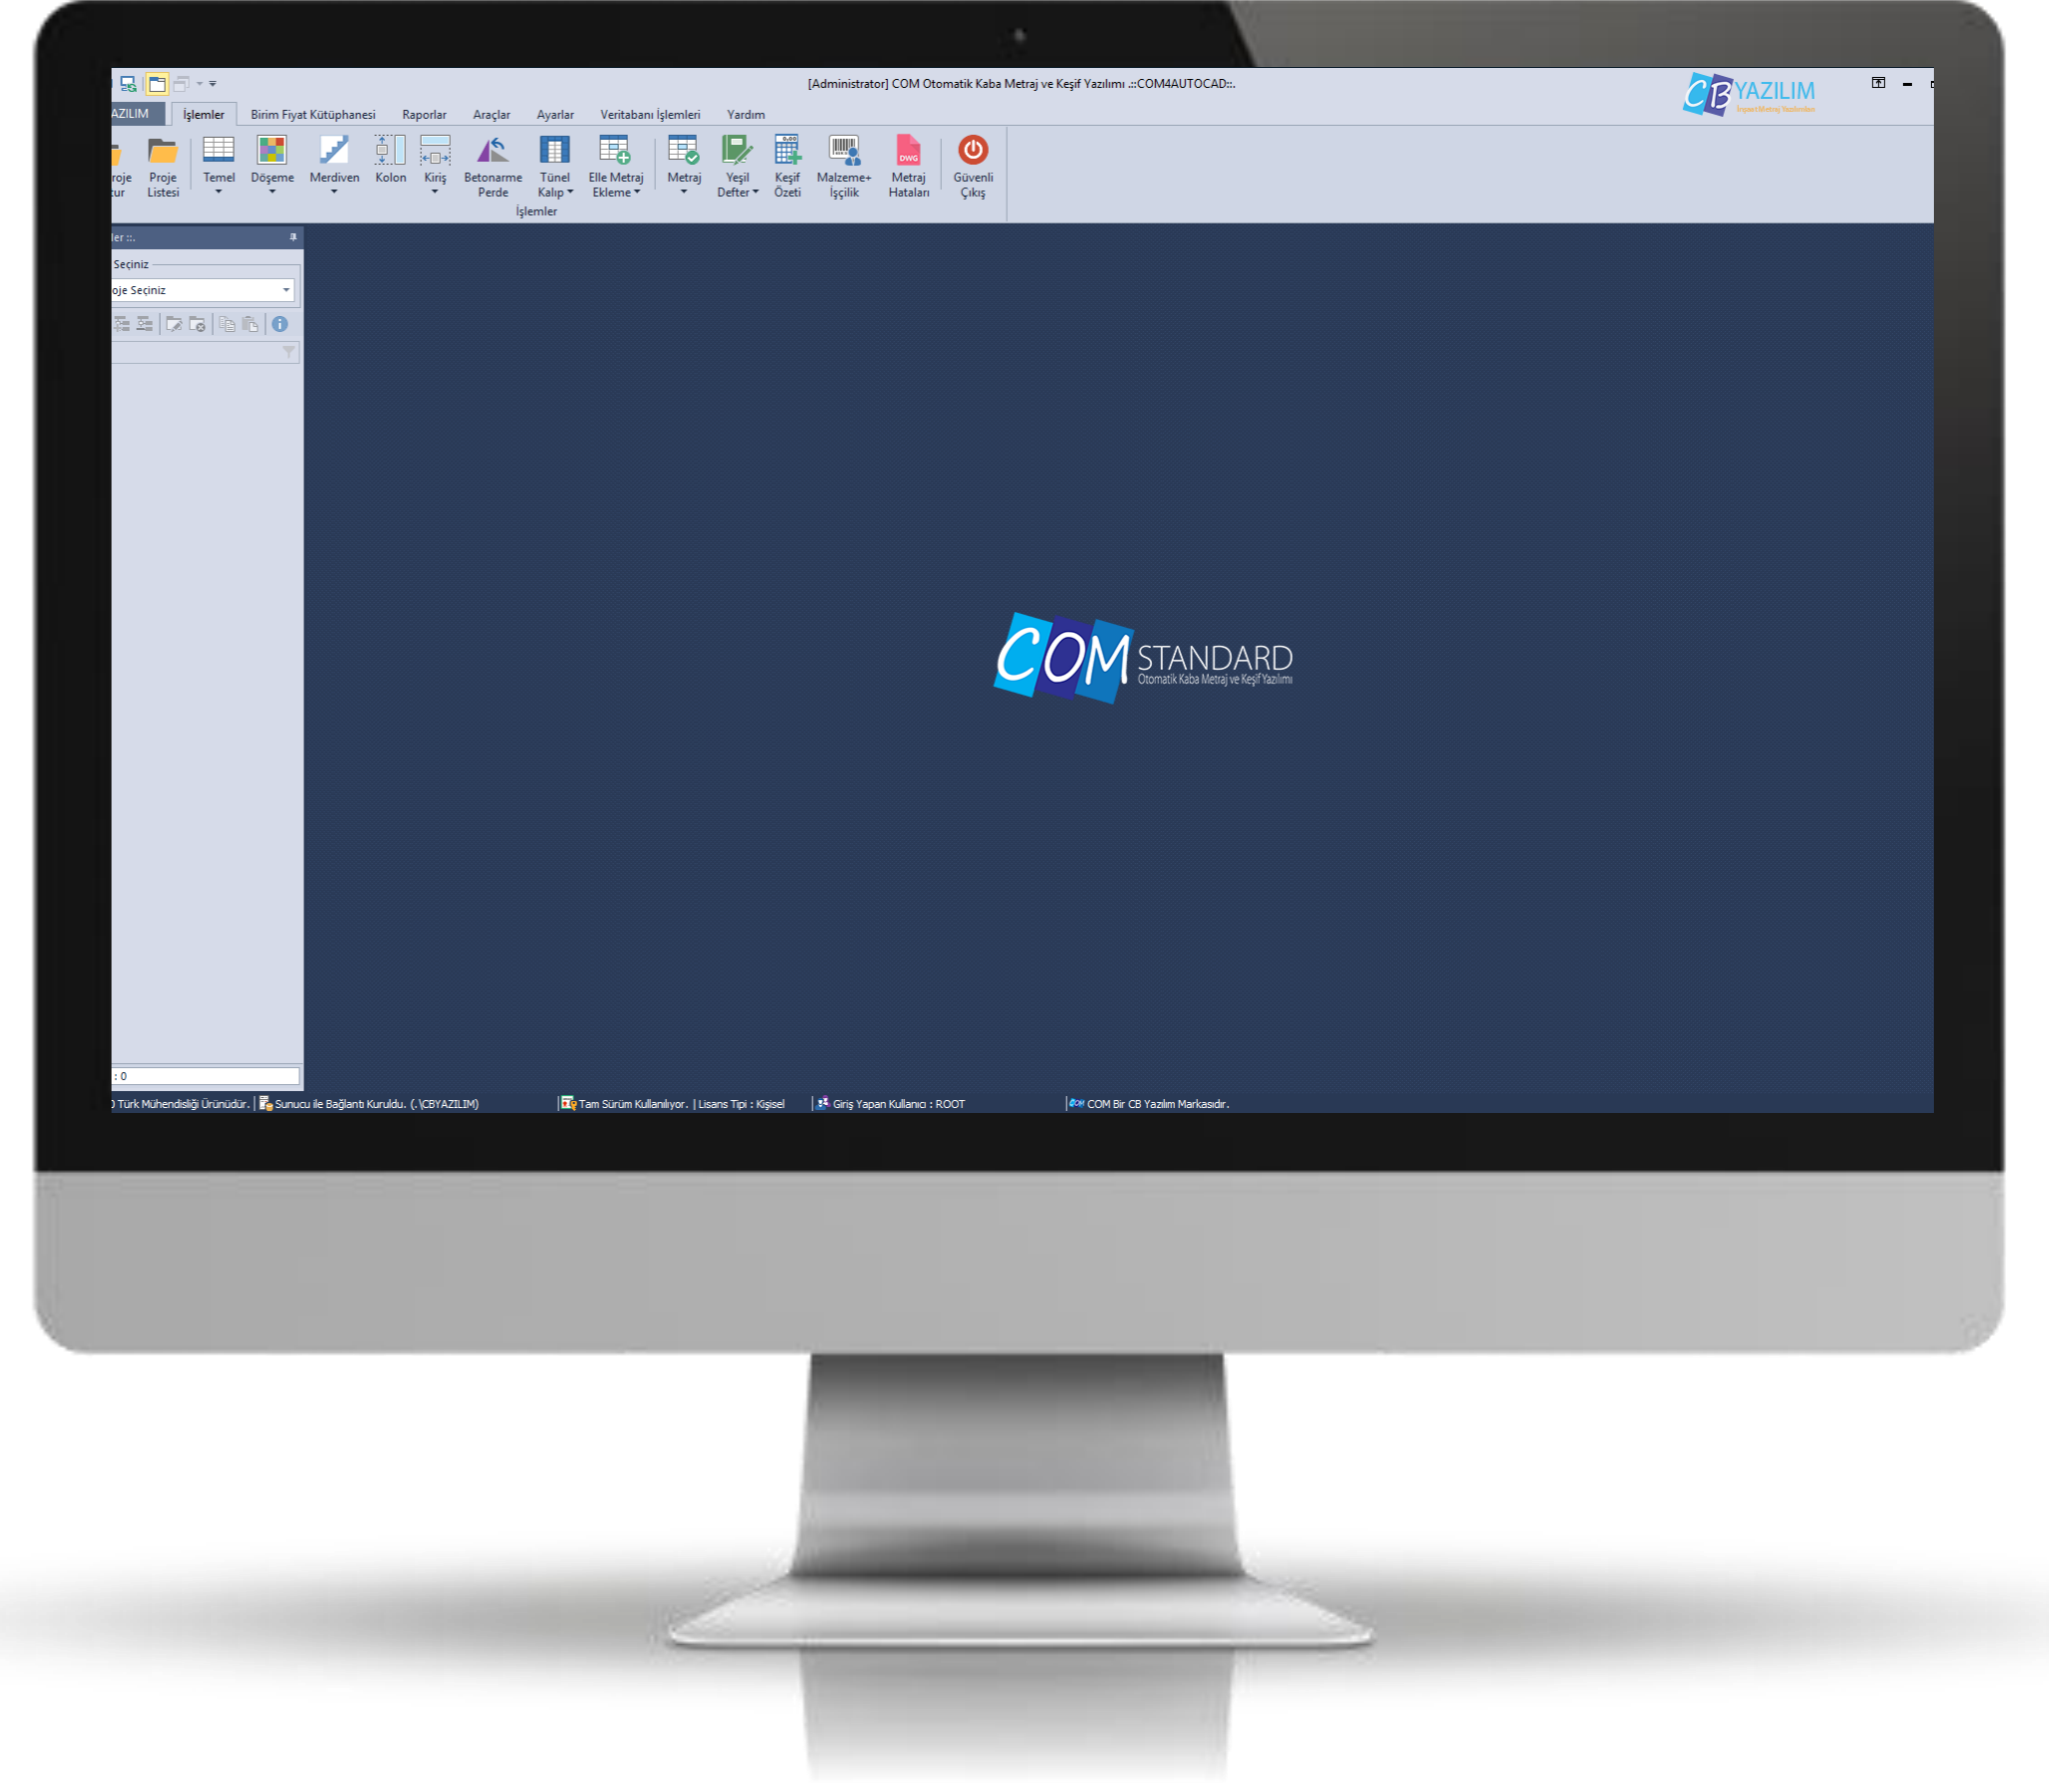 [Administrator] COM Otomatik Kaba Metraj ve Keşif Yazılımı .::COM4AUTOCAD::.
CB YAZILIM
AZILIM İşlemler Birim Fiyat Kütüphanesi Raporlar Araçlar Ayarlar Veritabanı İşlemleri Yardım
roje Proje Temel Döşeme Merdiven Kolon Kiriş Betonarme Tünel Elle Metraj Metraj Yeşil Keşif Malzeme+ Metraj Güvenli
tur Listesi Perde Kalıp Ekleme Defter Özeti İşçilik Hataları Çıkış
DWG
İşlemler
ler ::.
Seçiniz
oje Seçiniz
COM STANDARD
Otomatik Kaba Metraj ve Keşif Yazılımı
: 0
Türk Mühendisliği Ürünüdür. | Sunucu ile Bağlantı Kuruldu. (.\CBYAZILIM) | Tam Sürüm Kullanılıyor. | Lisans Tipi : Kişisel | Giriş Yapan Kullanıcı : ROOT | COM Bir CB Yazılım Markasıdır.